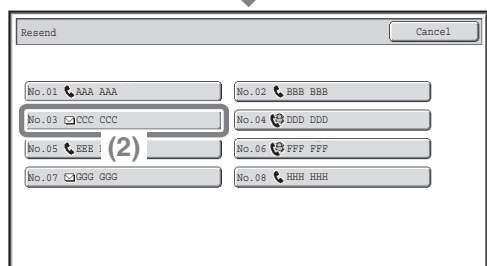 Resend Cancel
No.01 AAA AAA No.02 BBB BBB
No.03 CCC CCC No.04 DDD DDD
No.05 EEE (2) No.06 FFF FFF
No.07 GGG GGG No.08 HHH HHH